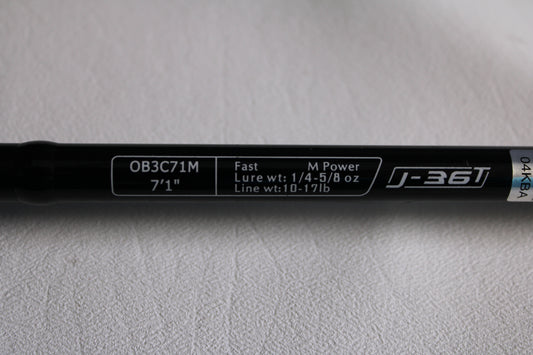 OB3C71M
7'1"
Fast M Power
Lure wt: 1/4-5/8 oz
Line wt:10-17lb
J-36T
04KBA